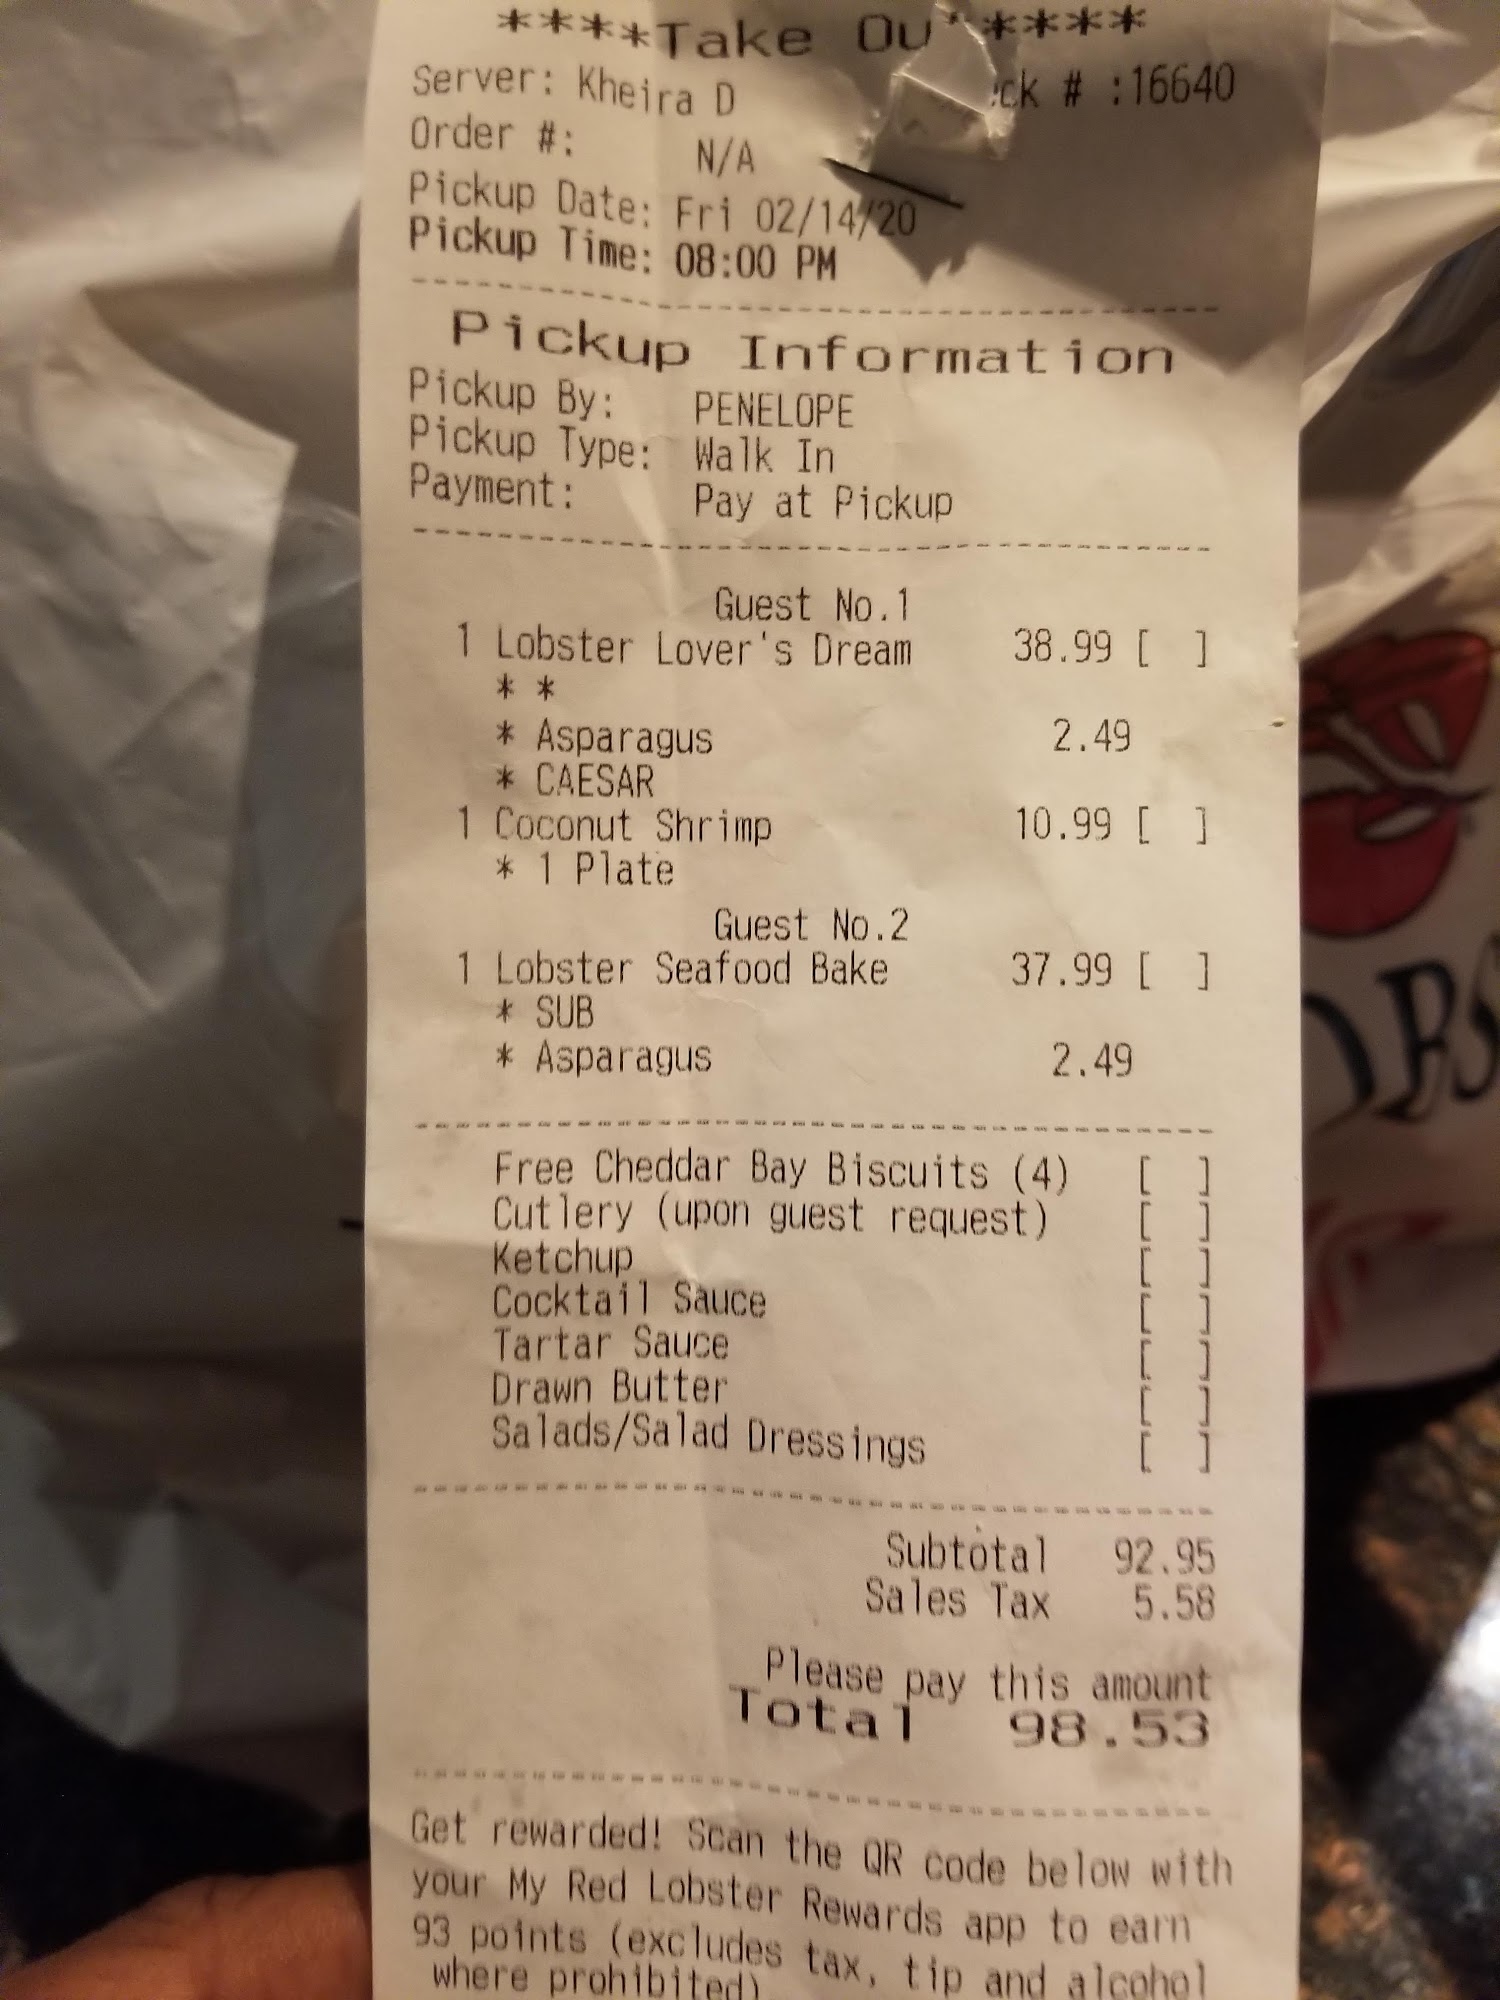 ****Take Ou****
Server: Kheira D ck # :16640
Order #: N/A
Pickup Date: Fri 02/14/20
Pickup Time: 08:00 PM
Pickup Information
Pickup By: PENELOPE
Pickup Type: Walk In
Payment: Pay at Pickup
Guest No.1
1 Lobster Lover's Dream 38.99 [ ]
* *
* Asparagus 2.49
* CAESAR
1 Coconut Shrimp 10.99 [ ]
* 1 Plate
Guest No.2
1 Lobster Seafood Bake 37.99 [ ]
* SUB
* Asparagus 2.49
Free Cheddar Bay Biscuits (4) [ ]
Cutlery (upon guest request) [ ]
Ketchup [ ]
Cocktail Sauce [ ]
Tartar Sauce [ ]
Drawn Butter [ ]
Salads/Salad Dressings [ ]
Subtotal 92.95
Sales Tax 5.58
Please pay this amount
Total 98.53
Get rewarded! Scan the QR code below with
your My Red Lobster Rewards app to earn
93 points (excludes tax, tip and alcohol
where prohibited)